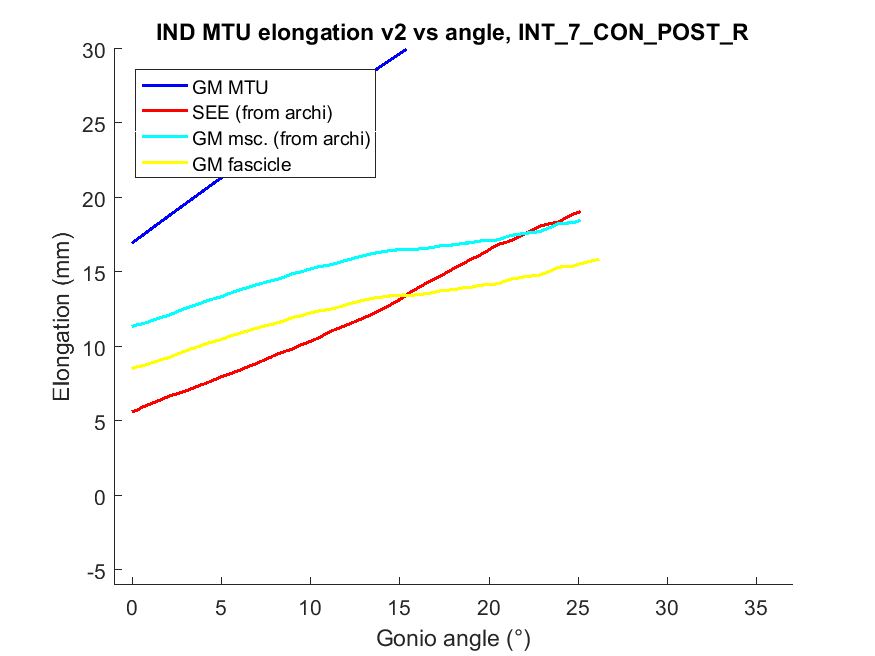 IND MTU elongation v2 vs angle, INT_7_CON_POST_R
30
25
20
15
10
5
0
-5
Elongation (mm)
GM MTU
SEE (from archi)
GM msc. (from archi)
GM fascicle
0 5 10 15 20 25 30 35
Gonio angle (°)